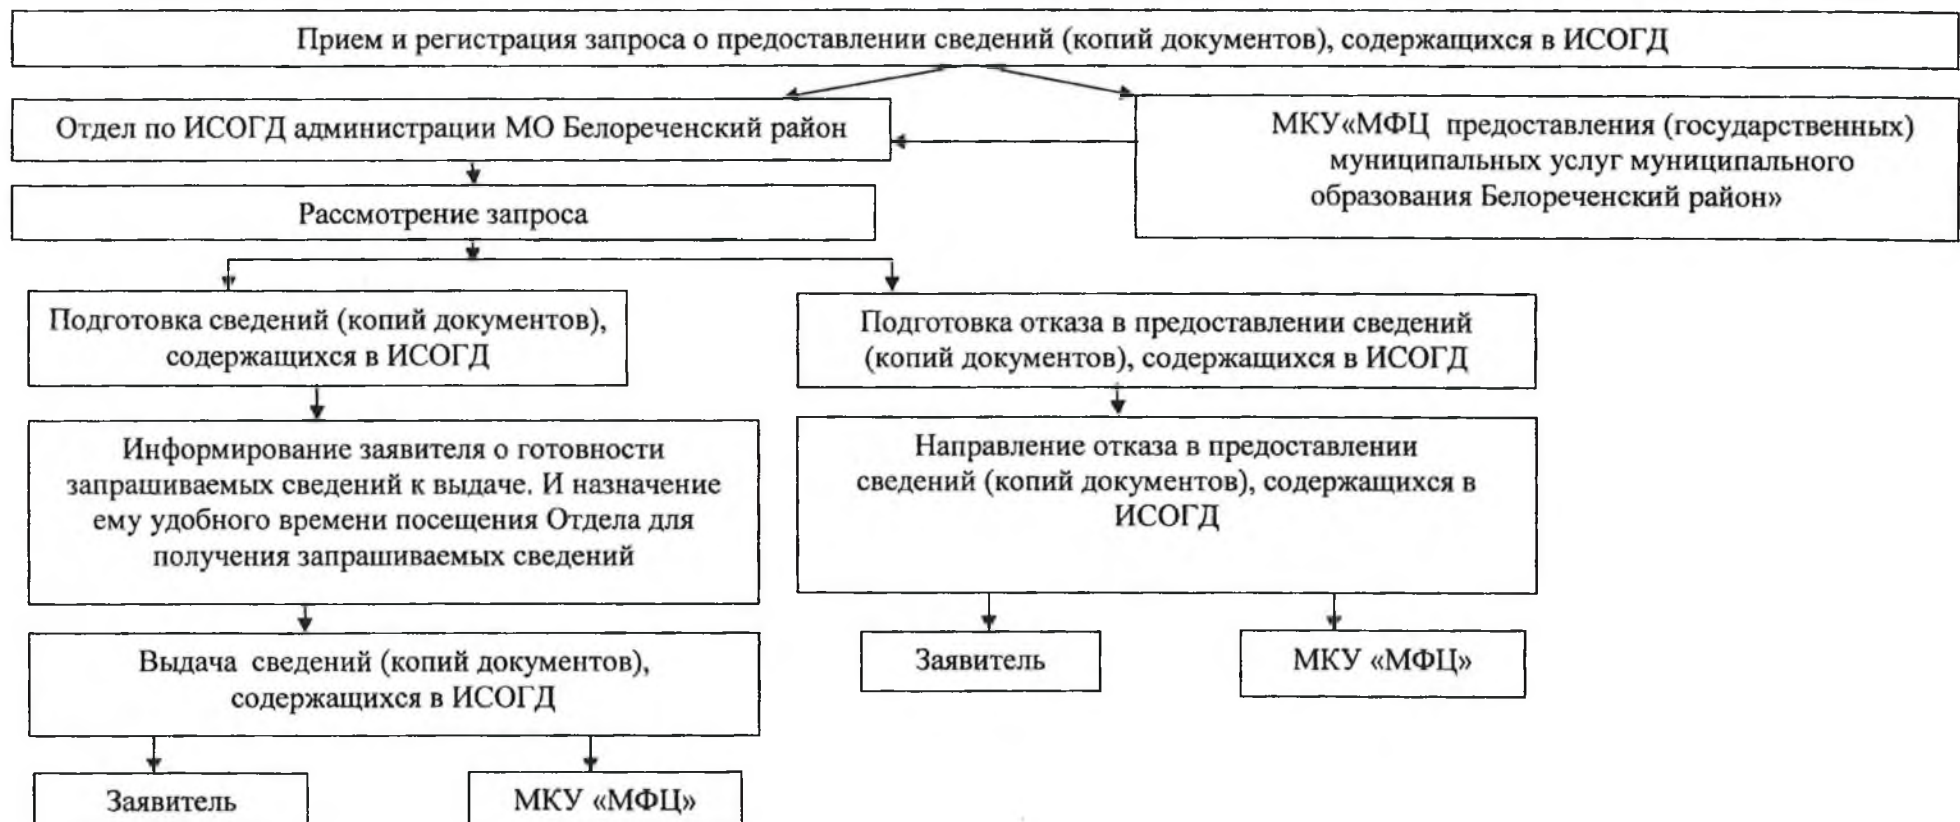 Прием и регистрация запроса о предоставлении сведений (копий документов), содержащихся в ИСОГД
Отдел по ИСОГД администрации МО Белореченский район
МКУ«МФЦ предоставления (государственных)
муниципальных услуг муниципального
образования Белореченский район»
Рассмотрение запроса
Подготовка сведений (копий документов),
содержащихся в ИСОГД
Подготовка отказа в предоставлении сведений
(копий документов), содержащихся в ИСОГД
Информирование заявителя о готовности
запрашиваемых сведений к выдаче. И назначение
ему удобного времени посещения Отдела для
получения запрашиваемых сведений
Направление отказа в предоставлении
сведений (копий документов), содержащихся в
ИСОГД
Выдача сведений (копий документов),
содержащихся в ИСОГД
Заявитель
МКУ «МФЦ»
Заявитель
МКУ «МФЦ»